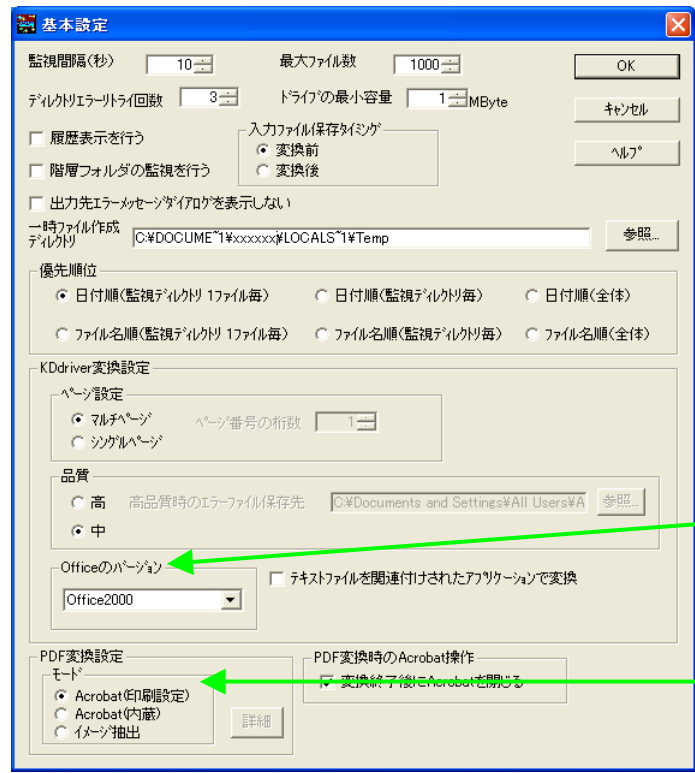 基本設定
監視間隔(秒) 10 最大ファイル数 1000 OK
ディレクトリエラーリトライ回数 3 ドライブの最小容量 1 MByte キャンセル
履歴表示を行う 入力ファイル保存タイミング ヘルプ
変換前
階層フォルダの監視を行う 変換後
出力先エラーメッセージダイアログを表示しない
一時ファイル作成
ディレクトリ C:¥DOCUME~1¥xxxxxx¥LOCALS~1¥Temp 参照...
優先順位
日付順(監視ディレクトリ 1ファイル毎) 日付順(監視ディレクトリ毎) 日付順(全体)
ファイル名順(監視ディレクトリ 1ファイル毎) ファイル名順(監視ディレクトリ毎) ファイル名順(全体)
KDdriver変換設定
ページ設定
マルチページ ページ番号の桁数 1
シングルページ
品質
高 高品質時のエラーファイル保存先 C:¥Documents and Settings¥All Users¥A 参照...
中
Officeのバージョン
テキストファイルを関連付けされたアプリケーションで変換
Office2000
PDF変換設定 PDF変換時のAcrobat操作
モード
変換終了後にAcrobatを閉じる
Acrobat(印刷設定)
Acrobat(内蔵)
イメージ抽出 詳細